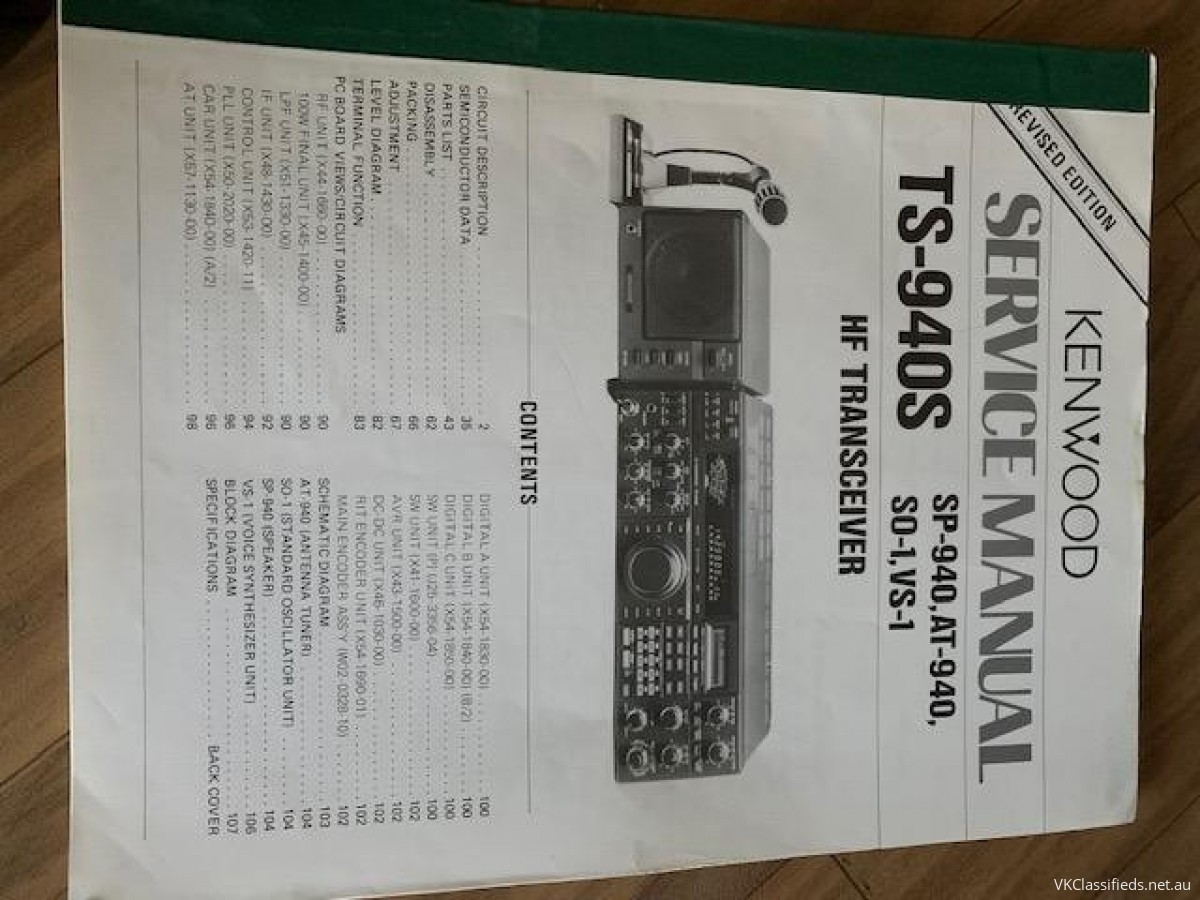 KENWOOD
REVISED EDITION
SERVICE MANUAL
TS-940S
SP-940, AT-940,
SO-1, VS-1
HF TRANSCEIVER
CONTENTS
CIRCUIT DESCRIPTION 2
SEMICONDUCTOR DATA 35
PARTS LIST 43
DISASSEMBLY 62
PACKING 66
ADJUSTMENT 67
LEVEL DIAGRAM 82
TERMINAL FUNCTION 83
PC BOARD VIEWS/CIRCUIT DIAGRAMS
RF UNIT (X44-1660-00) 90
100W FINAL UNIT (X45-1400-00) 90
LPF UNIT (X51-1330-00) 90
IF UNIT (X48-1430-00) 92
CONTROL UNIT (X53-1420-11) 94
PLL UNIT (X50-2020-00) 96
CAR UNIT (X54-1840-00) (A/2) 96
AT UNIT (X57-1130-00) 98
DIGITAL A UNIT (X54-1830-00) 100
DIGITAL B UNIT (X54-1840-00) (B/2) 100
DIGITAL C UNIT (X54-1850-00) 100
SW UNIT (P) (J25-3356-04) 100
SW UNIT (X41-1600-00) 102
AVR UNIT (X43-1500-00) 102
DC-DC UNIT (X46-1030-00) 102
RIT ENCODER UNIT (X54-1690-01) 102
MAIN ENCODER ASS'Y (W02-0328-10) 102
SCHEMATIC DIAGRAM 103
AT-940 (ANTENNA TUNER) 104
SO-1 (STANDARD OSCILLATOR UNIT) 104
SP-940 (SPEAKER) 104
VS-1 (VOICE SYNTHESIZER UNIT) 106
BLOCK DIAGRAM 107
SPECIFICATIONS BACK COVER
VKClassifieds.net.au